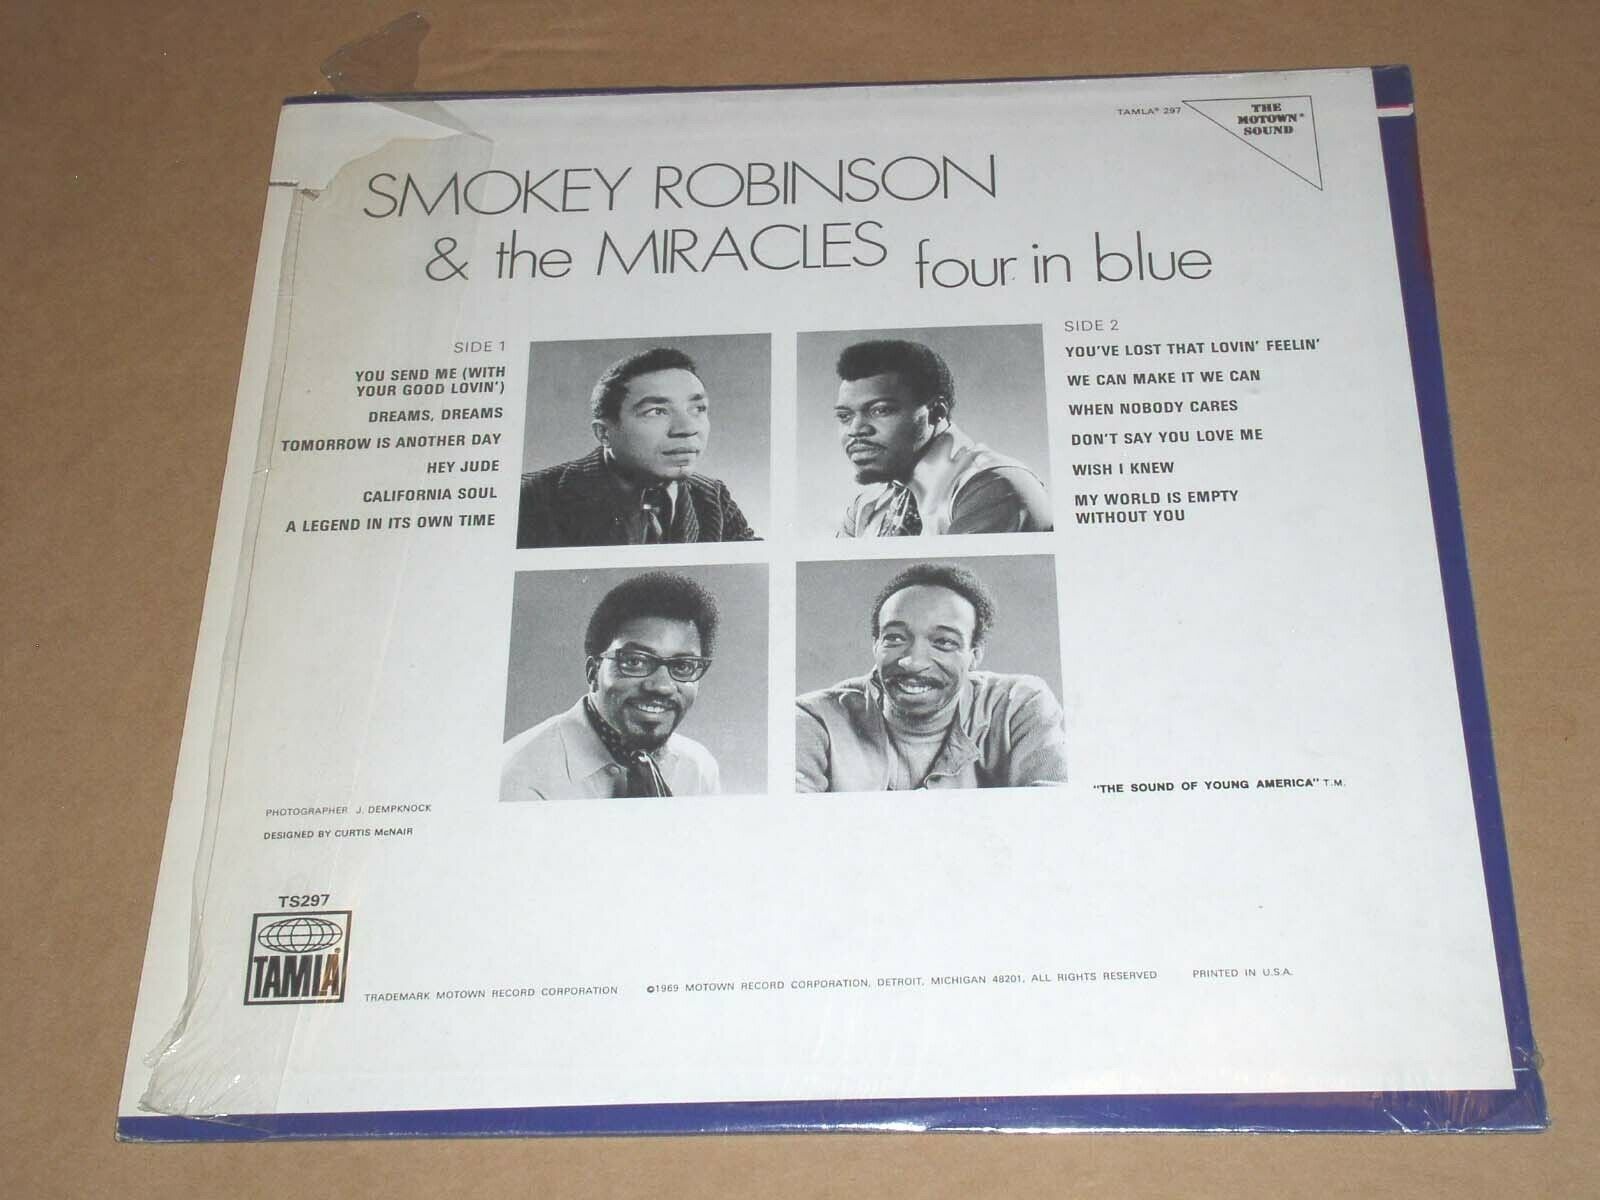 TAMLA® 297
THE
MOTOWN®
SOUND
SMOKEY ROBINSON
& the MIRACLES four in blue
SIDE 1
YOU SEND ME (WITH
YOUR GOOD LOVIN')
DREAMS, DREAMS
TOMORROW IS ANOTHER DAY
HEY JUDE
CALIFORNIA SOUL
A LEGEND IN ITS OWN TIME
SIDE 2
YOU'VE LOST THAT LOVIN' FEELIN'
WE CAN MAKE IT WE CAN
WHEN NOBODY CARES
DON'T SAY YOU LOVE ME
WISH I KNEW
MY WORLD IS EMPTY
WITHOUT YOU
"THE SOUND OF YOUNG AMERICA" T.M.
PHOTOGRAPHER J. DEMPKNOCK
DESIGNED BY CURTIS McNAIR
TS297
TAMLA
TRADEMARK MOTOWN RECORD CORPORATION ©1969 MOTOWN RECORD CORPORATION, DETROIT, MICHIGAN 48201, ALL RIGHTS RESERVED PRINTED IN U.S.A.